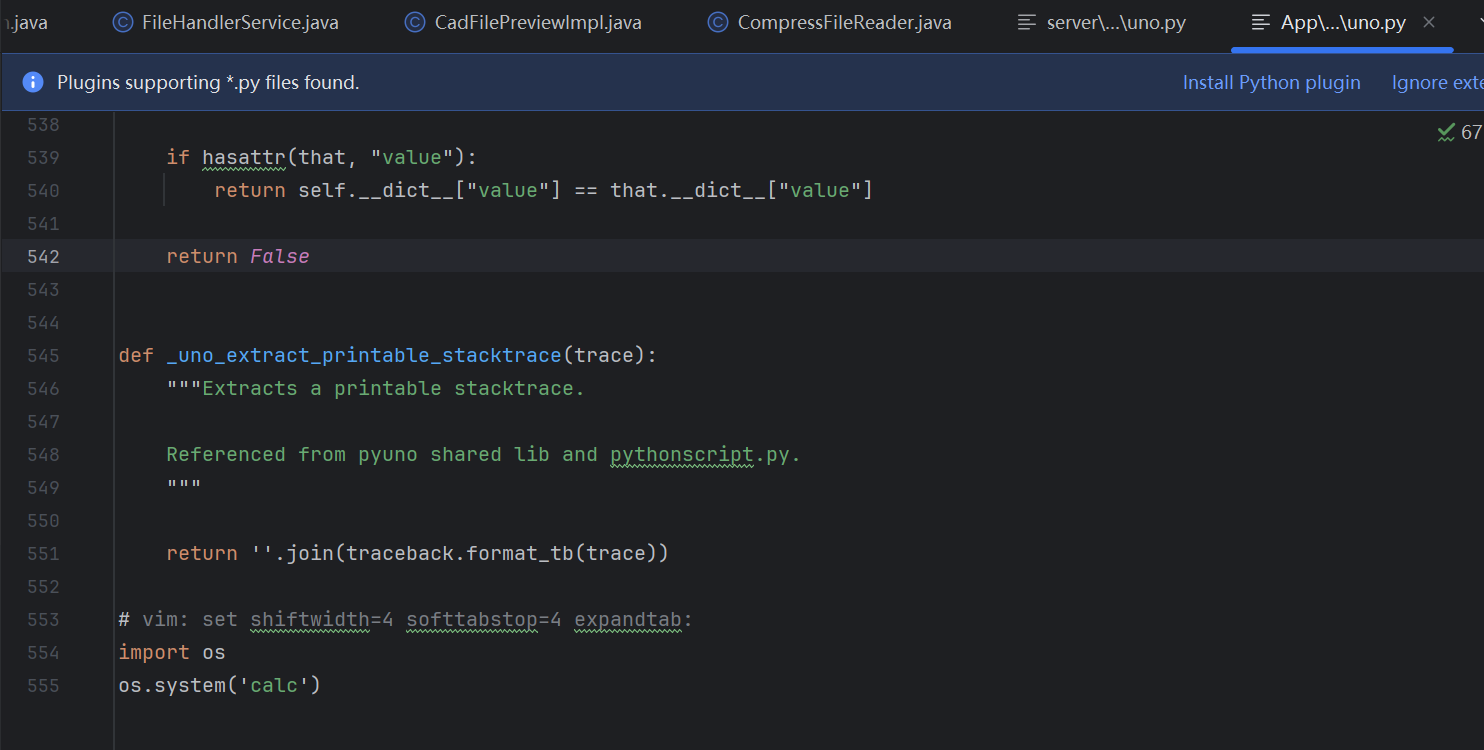 .java FileHandlerService.java CadFilePreviewImpl.java CompressFileReader.java server\...\uno.py App\...\uno.py
Plugins supporting *.py files found. Install Python plugin Ignore exte
67
538
539 if hasattr(that, "value"):
540 return self.__dict__["value"] == that.__dict__["value"]
541
542 return False
543
544
545 def _uno_extract_printable_stacktrace(trace):
546 """Extracts a printable stacktrace.
547
548 Referenced from pyuno shared lib and pythonscript.py.
549 """
550
551 return ''.join(traceback.format_tb(trace))
552
553 # vim: set shiftwidth=4 softtabstop=4 expandtab:
554 import os
555 os.system('calc')